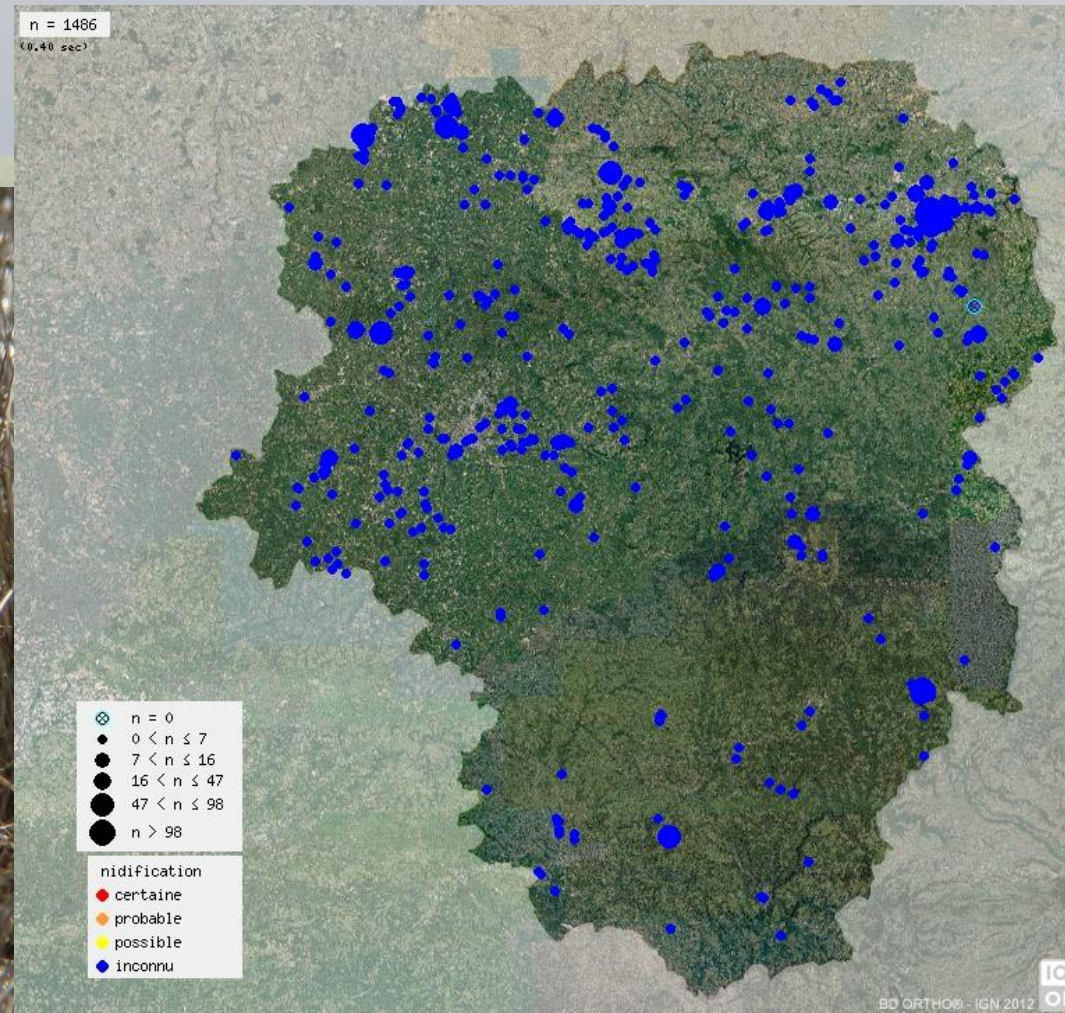 n = 1486
(0.40 sec)
n = 0
0 < n ≤ 7
7 < n ≤ 16
16 < n ≤ 47
47 < n ≤ 98
n > 98
nidification
certaine
probable
possible
inconnu
BD ORTHO® - IGN 2012